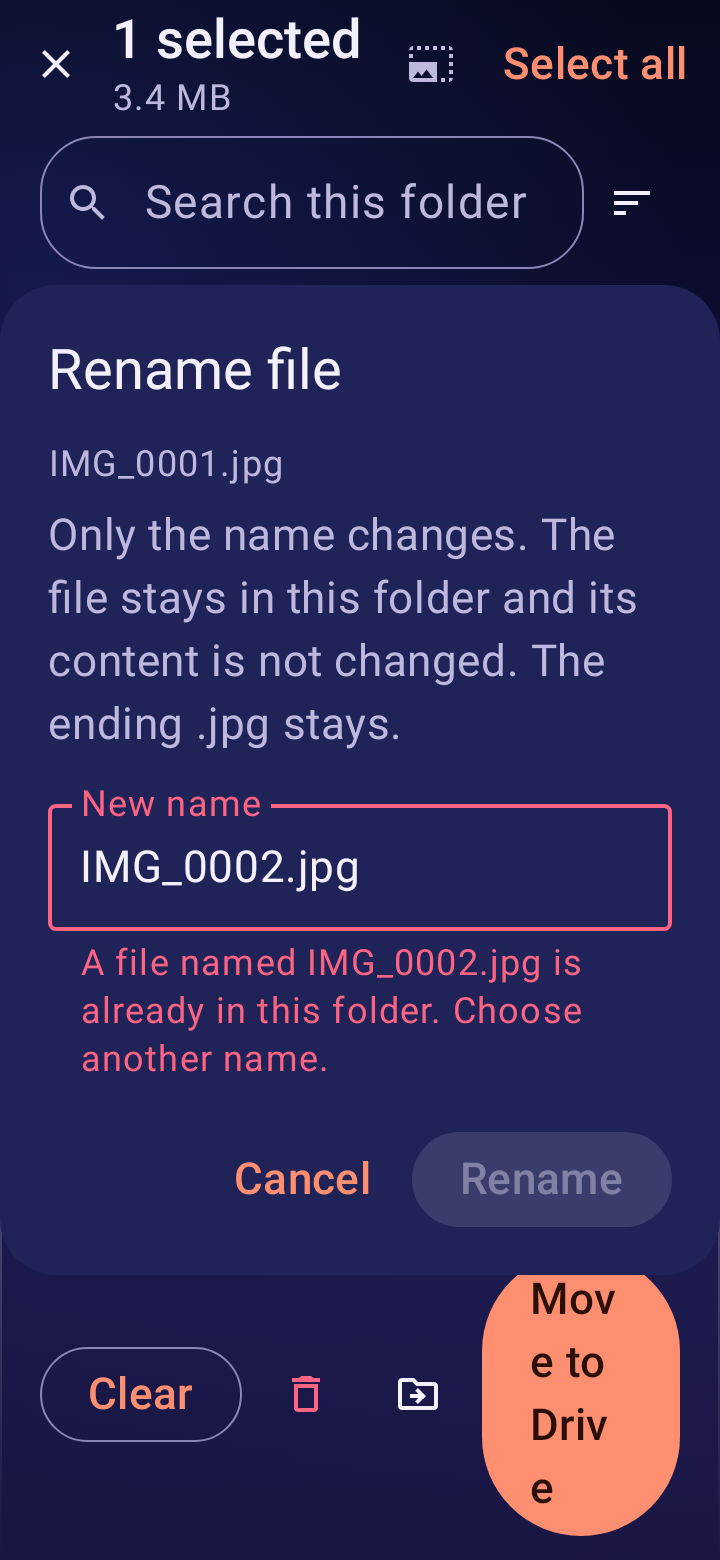 1 selected
3.4 MB
Select all
Search this folder
Rename file
IMG_0001.jpg
Only the name changes. The
file stays in this folder and its
content is not changed. The
ending .jpg stays.
New name
IMG_0002.jpg
A file named IMG_0002.jpg is
already in this folder. Choose
another name.
Cancel
Rename
Clear
Mov
e to
Driv
e